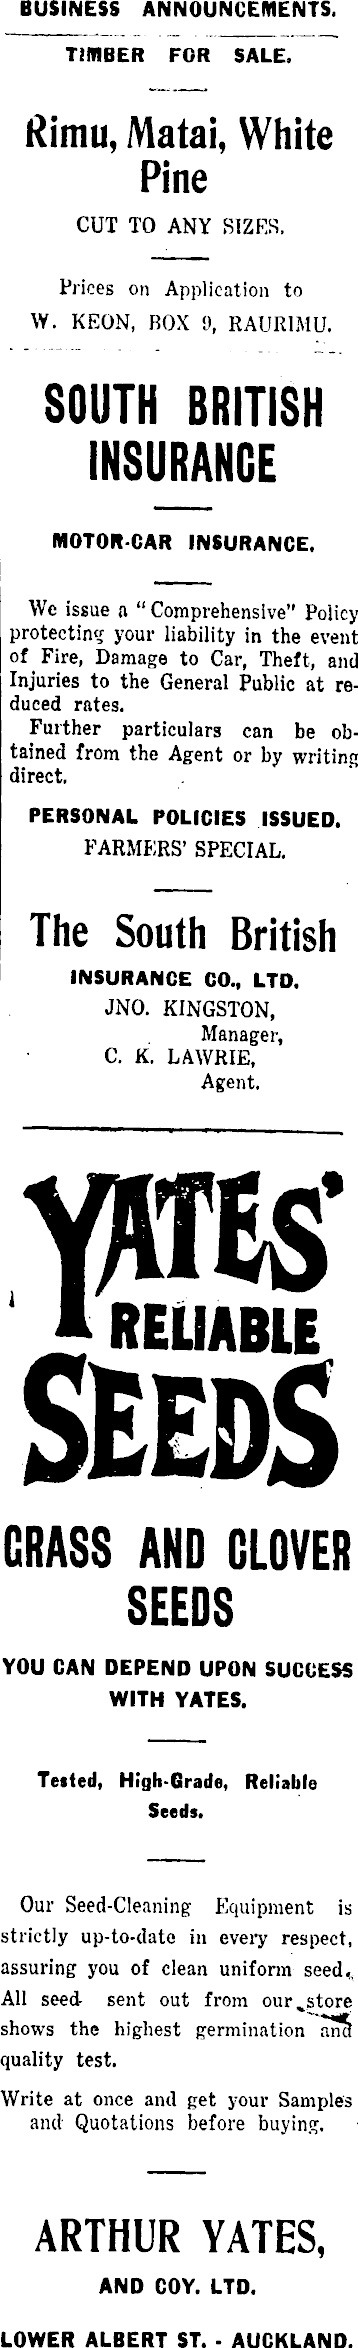 BUSINESS ANNOUNCEMENTS.
TIMBER FOR SALE.
Rimu, Matai, White
Pine
CUT TO ANY SIZES.
Prices on Application to
W. KEON, BOX 9, RAURIMU.
SOUTH BRITISH
INSURANCE
MOTOR-CAR INSURANCE.
We issue a "Comprehensive" Policy
protecting your liability in the event
of Fire, Damage to Car, Theft, and
Injuries to the General Public at re-
duced rates.
Further particulars can be ob-
tained from the Agent or by writing
direct.
PERSONAL POLICIES ISSUED.
FARMERS' SPECIAL.
The South British
INSURANCE CO., LTD.
JNO. KINGSTON,
Manager,
C. K. LAWRIE,
Agent.
YATES'
RELIABLE
SEEDS
GRASS AND CLOVER
SEEDS
YOU CAN DEPEND UPON SUCCESS
WITH YATES.
Tested, High-Grade, Reliable
Seeds.
Our Seed-Cleaning Equipment is
strictly up-to-date in every respect,
assuring you of clean uniform seed.
All seed sent out from our store
shows the highest germination and
quality test.
Write at once and get your Samples
and Quotations before buying.
ARTHUR YATES,
AND COY. LTD.
LOWER ALBERT ST. - AUCKLAND.